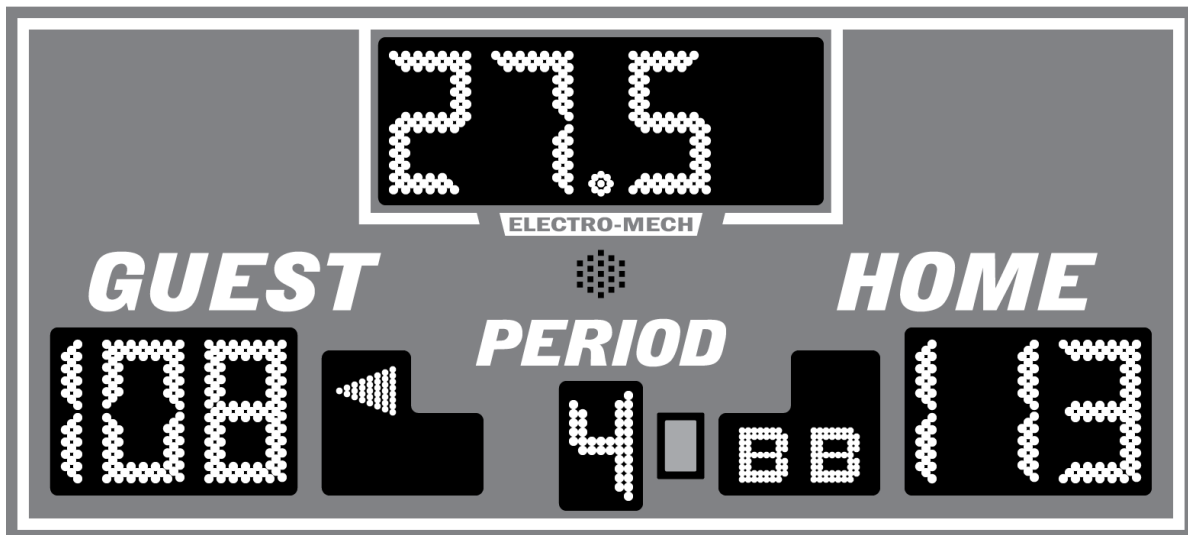 27.5
ELECTRO-MECH
GUEST
HOME
PERIOD
108
4
BB
113